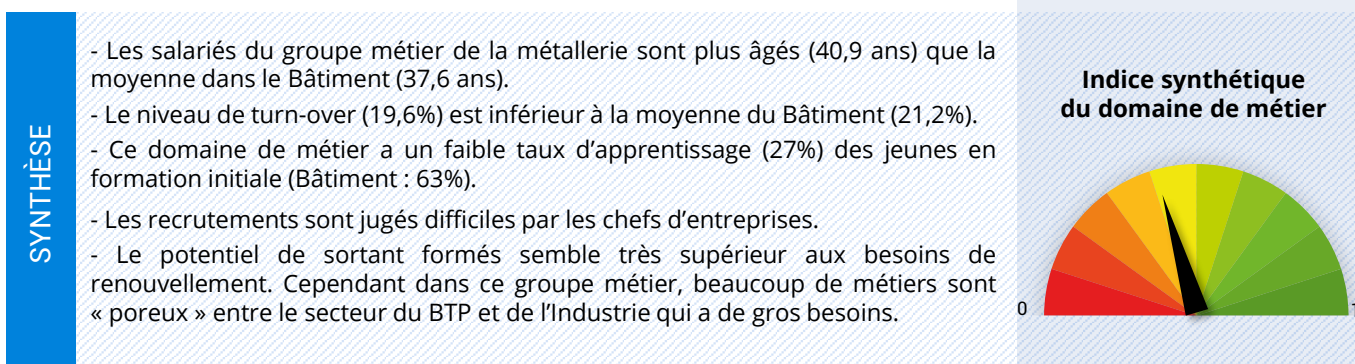 SYNTHÈSE
- Les salariés du groupe métier de la métallerie sont plus âgés (40,9 ans) que la
moyenne dans le Bâtiment (37,6 ans).
- Le niveau de turn-over (19,6%) est inférieur à la moyenne du Bâtiment (21,2%).
- Ce domaine de métier a un faible taux d’apprentissage (27%) des jeunes en
formation initiale (Bâtiment : 63%).
- Les recrutements sont jugés difficiles par les chefs d’entreprises.
- Le potentiel de sortant formés semble très supérieur aux besoins de
renouvellement. Cependant dans ce groupe métier, beaucoup de métiers sont
« poreux » entre le secteur du BTP et de l’Industrie qui a de gros besoins.
Indice synthétique
du domaine de métier
0